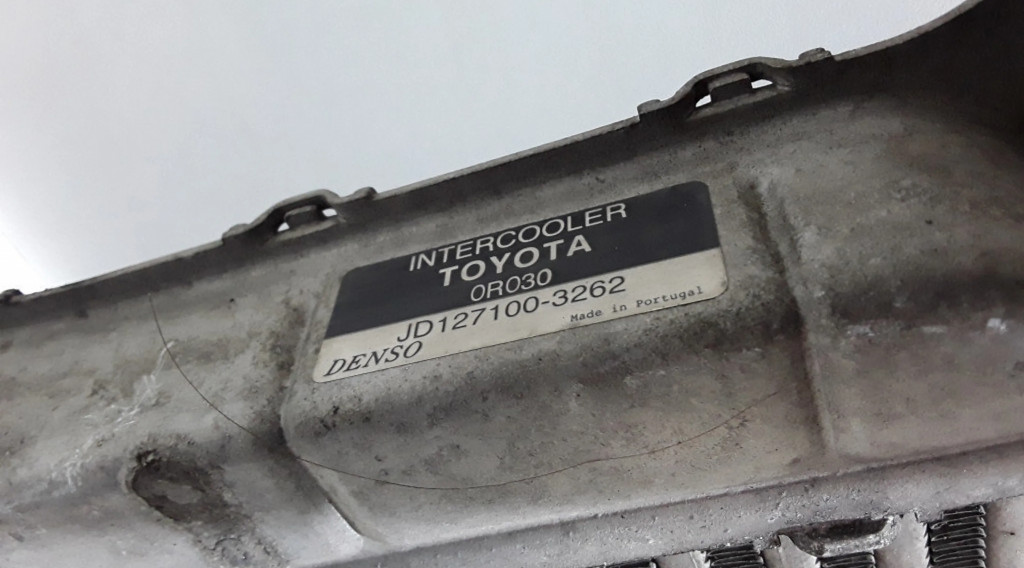 INTERCOOLER
TOYOTA
0R030
JD127100-3262
DENSO Made in Portugal